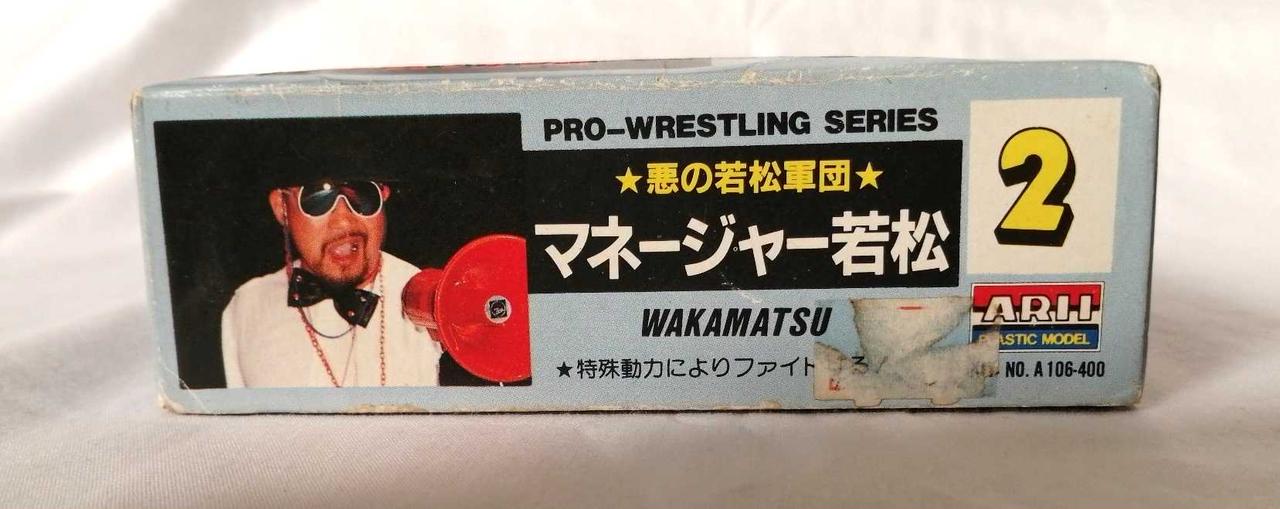 PRO-WRESTLING SERIES
★悪の若松軍団★
マネージャー若松
2
WAKAMATSU
ARII
PLASTIC MODEL
★特殊動力によりファイト
NO. A106-400